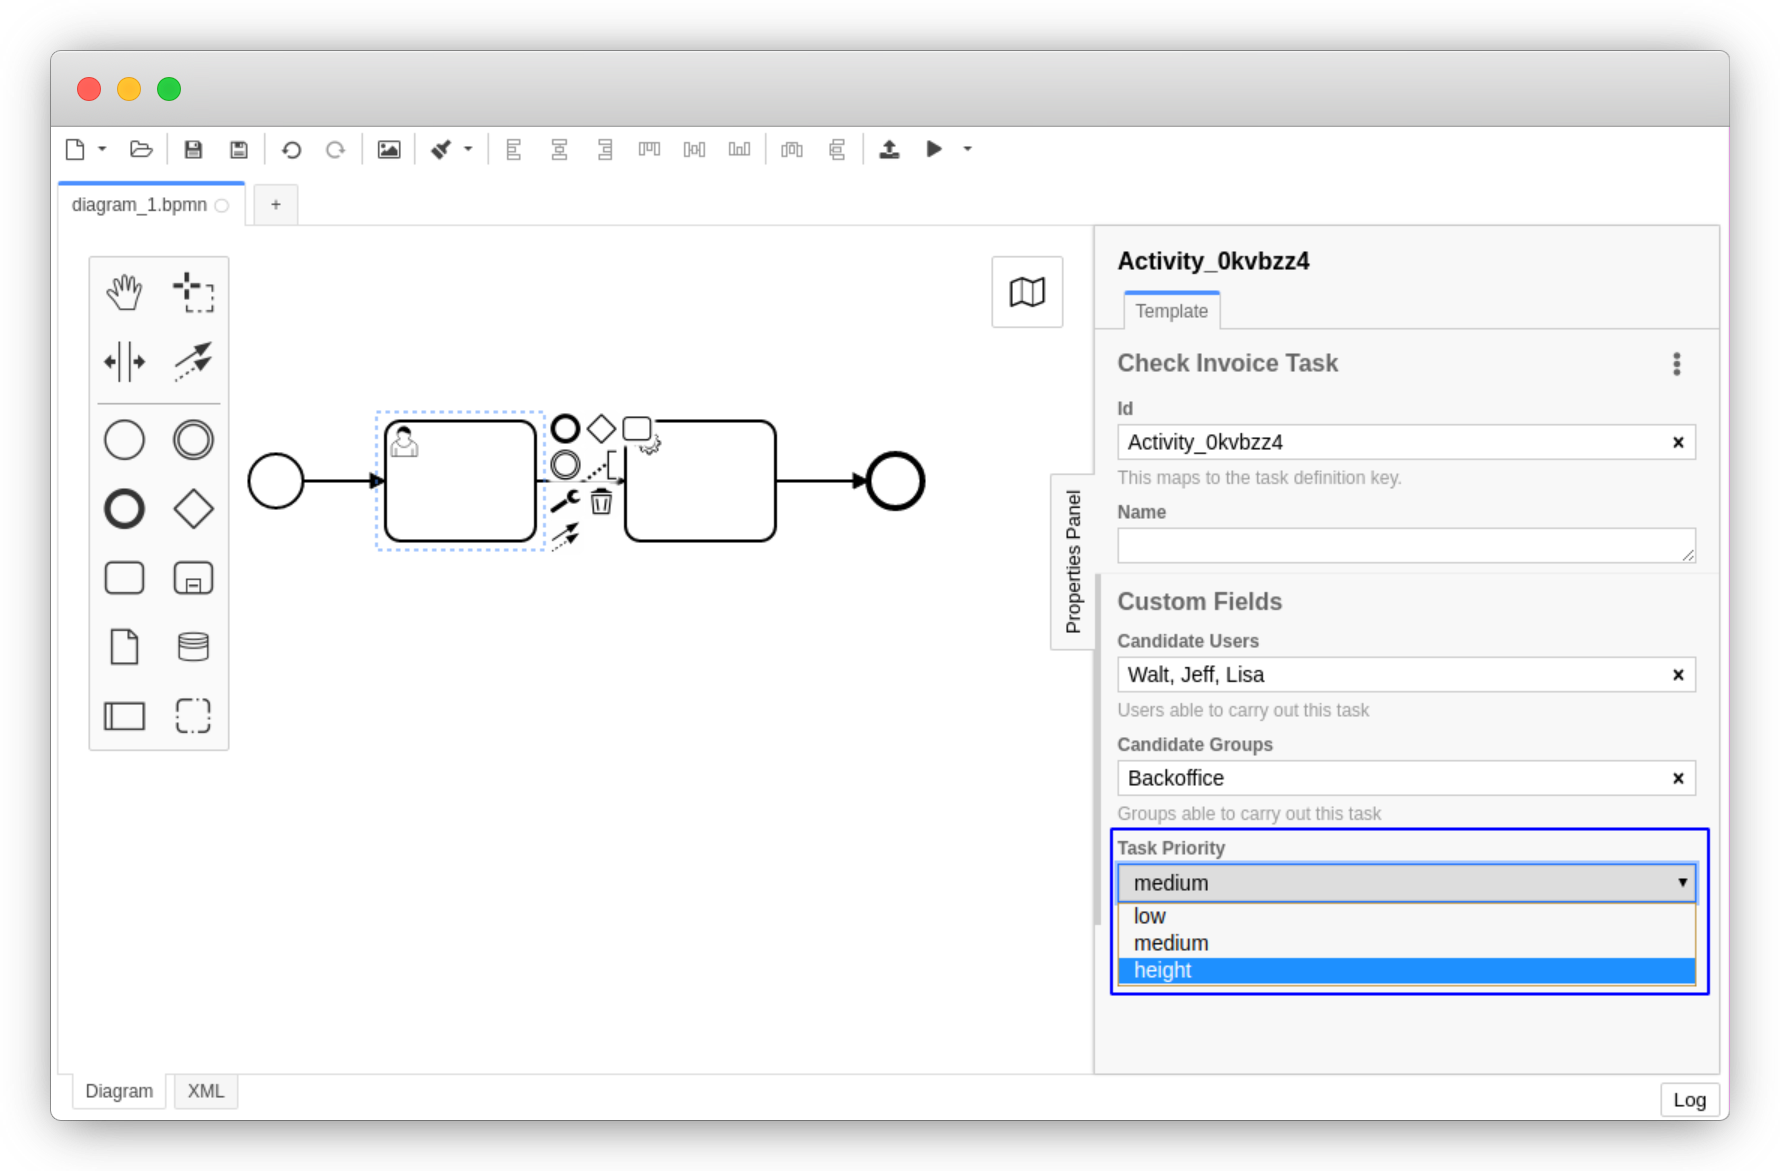 diagram_1.bpmn
+
Activity_0kvbzz4
Template
Check Invoice Task
Id
Activity_0kvbzz4
This maps to the task definition key.
Name
Properties Panel
Custom Fields
Candidate Users
Walt, Jeff, Lisa
Users able to carry out this task
Candidate Groups
Backoffice
Groups able to carry out this task
Task Priority
medium
low
medium
height
Diagram
XML
Log